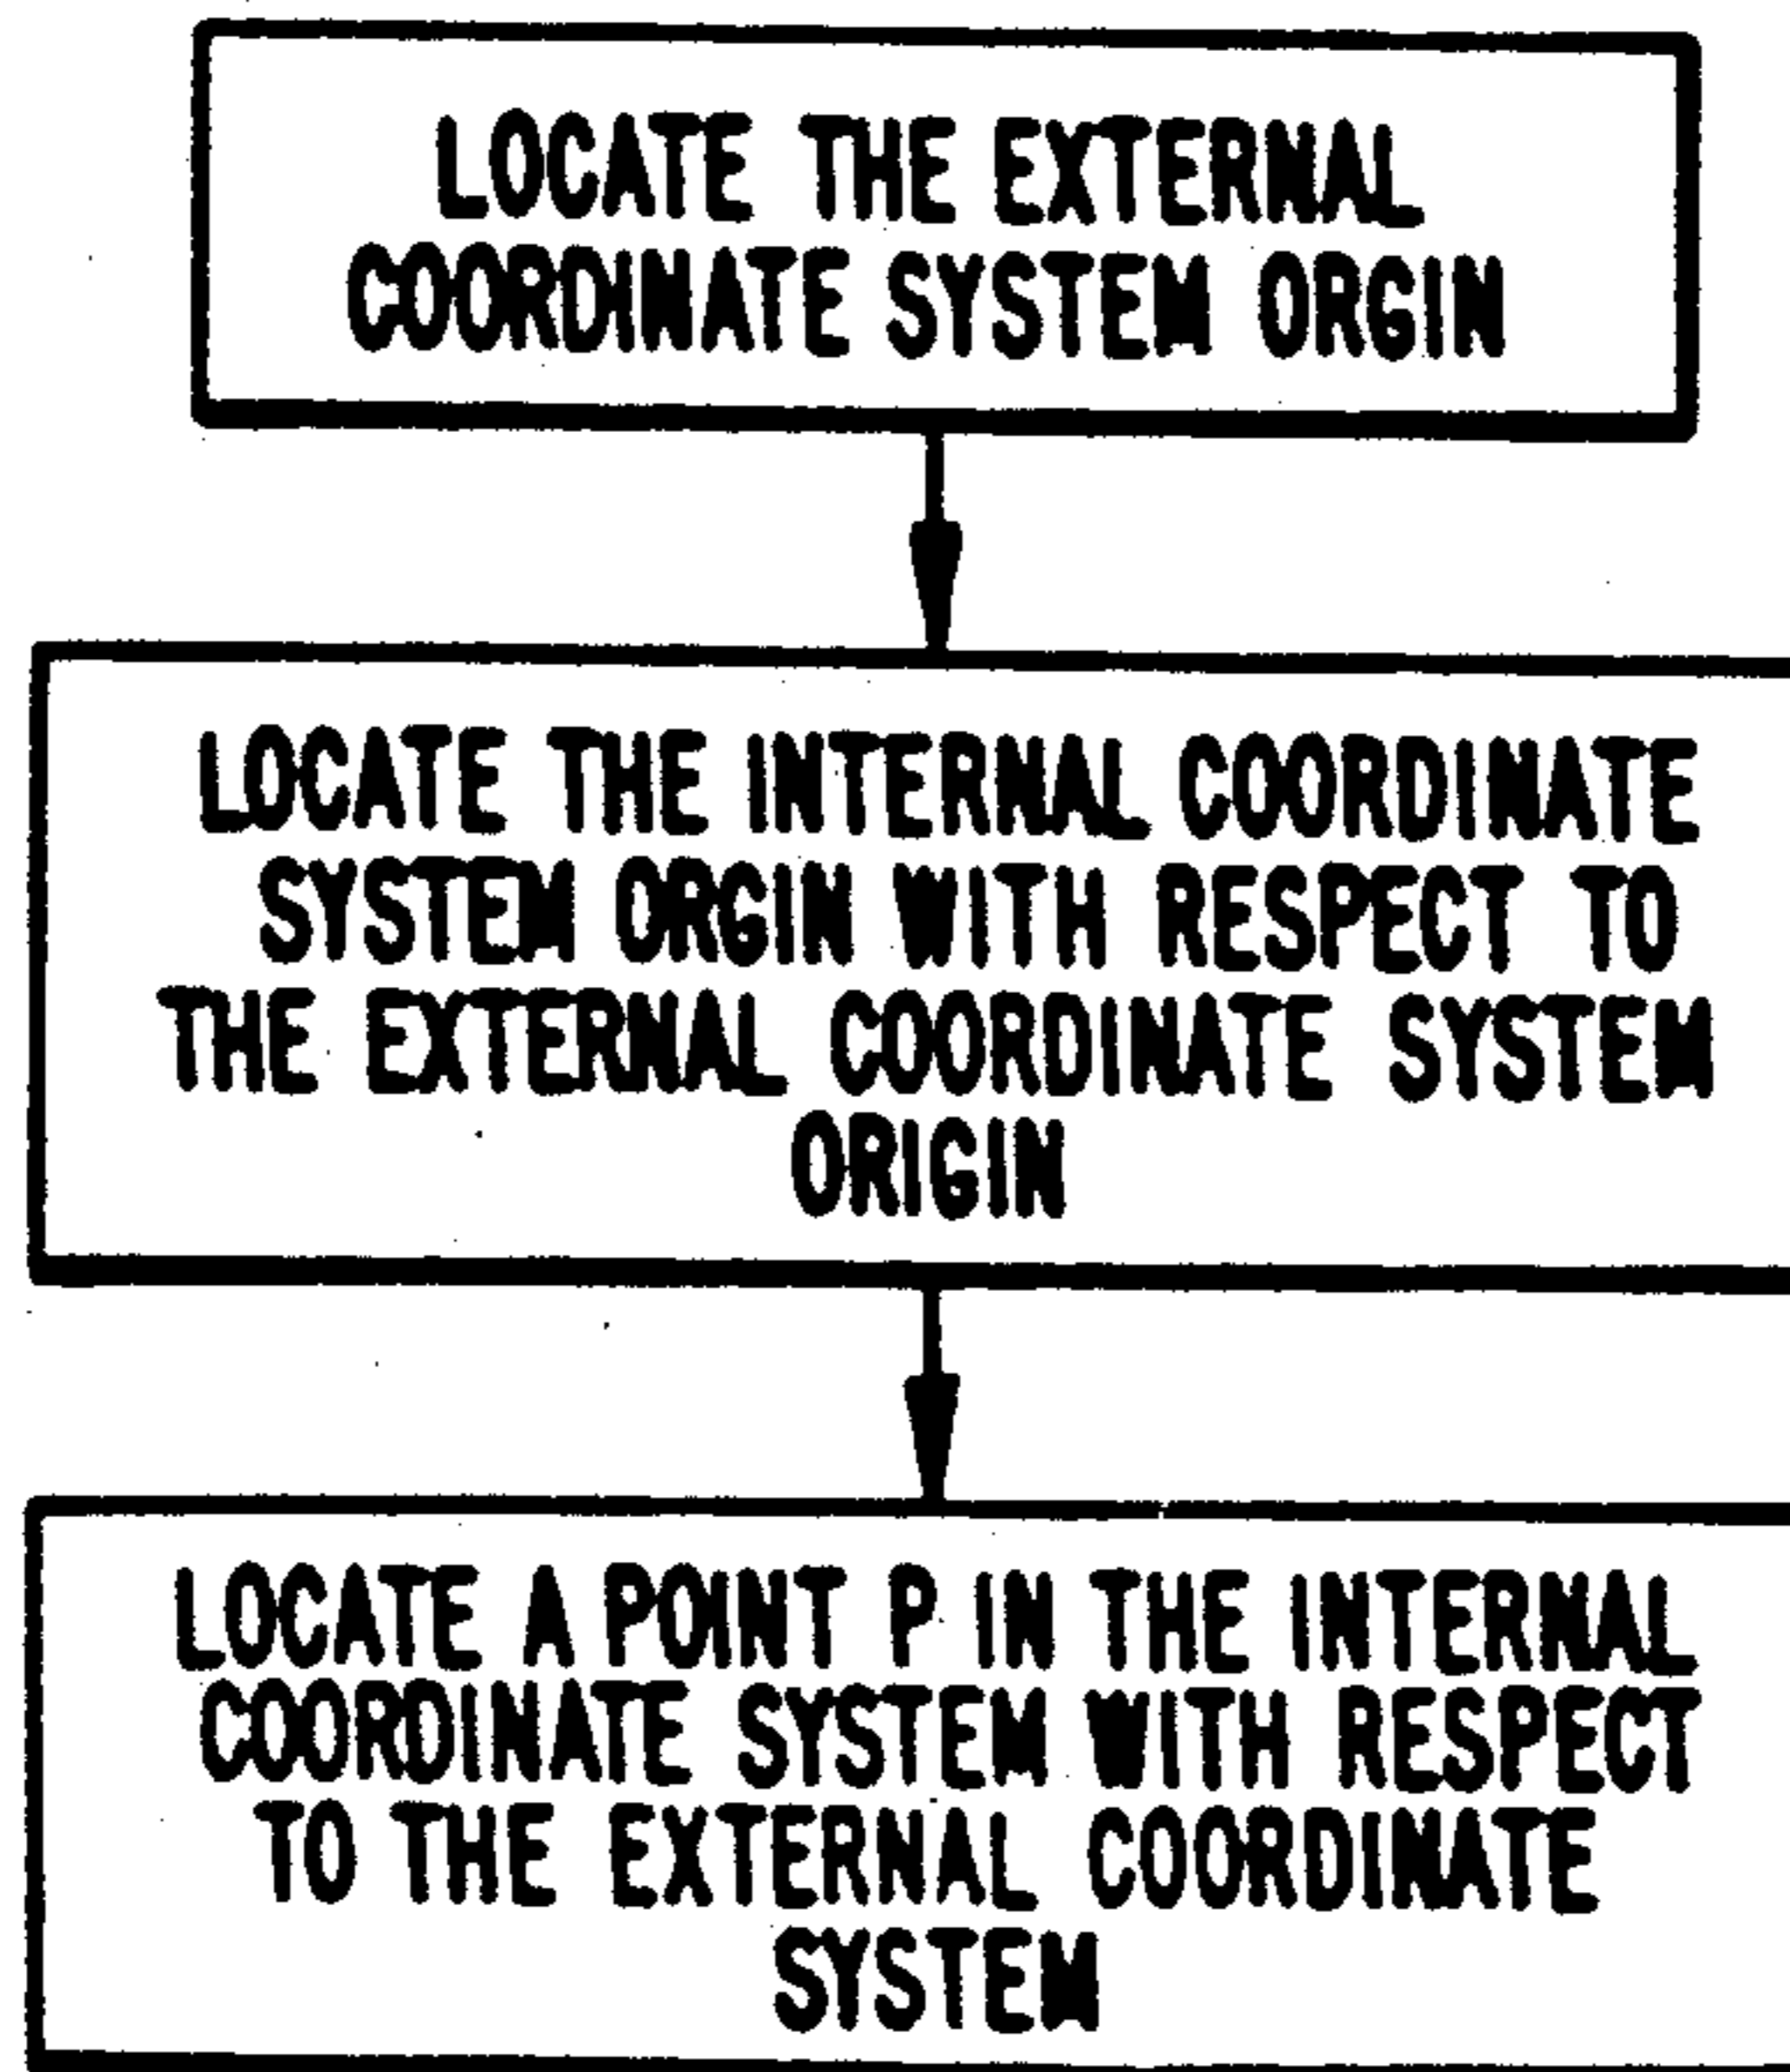 LOCATE THE EXTERNAL
COORDINATE SYSTEM ORGIN
LOCATE THE INTERNAL COORDINATE
SYSTEM ORGIN WITH RESPECT TO
THE EXTERNAL COORDINATE SYSTEM
ORIGIN
LOCATE A POINT P IN THE INTERNAL
COORDINATE SYSTEM WITH RESPECT
TO THE EXTERNAL COORDINATE
SYSTEM